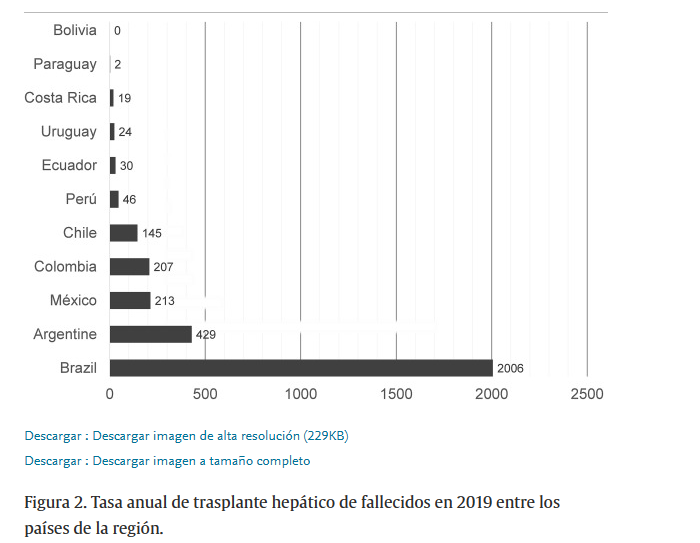 Bolivia 0
Paraguay 2
Costa Rica 19
Uruguay 24
Ecuador 30
Perú 46
Chile 145
Colombia 207
México 213
Argentine 429
Brazil 2006
0 500 1000 1500 2000 2500
Descargar : Descargar imagen de alta resolución (229KB)
Descargar : Descargar imagen a tamaño completo
Figura 2. Tasa anual de trasplante hepático de fallecidos en 2019 entre los
países de la región.